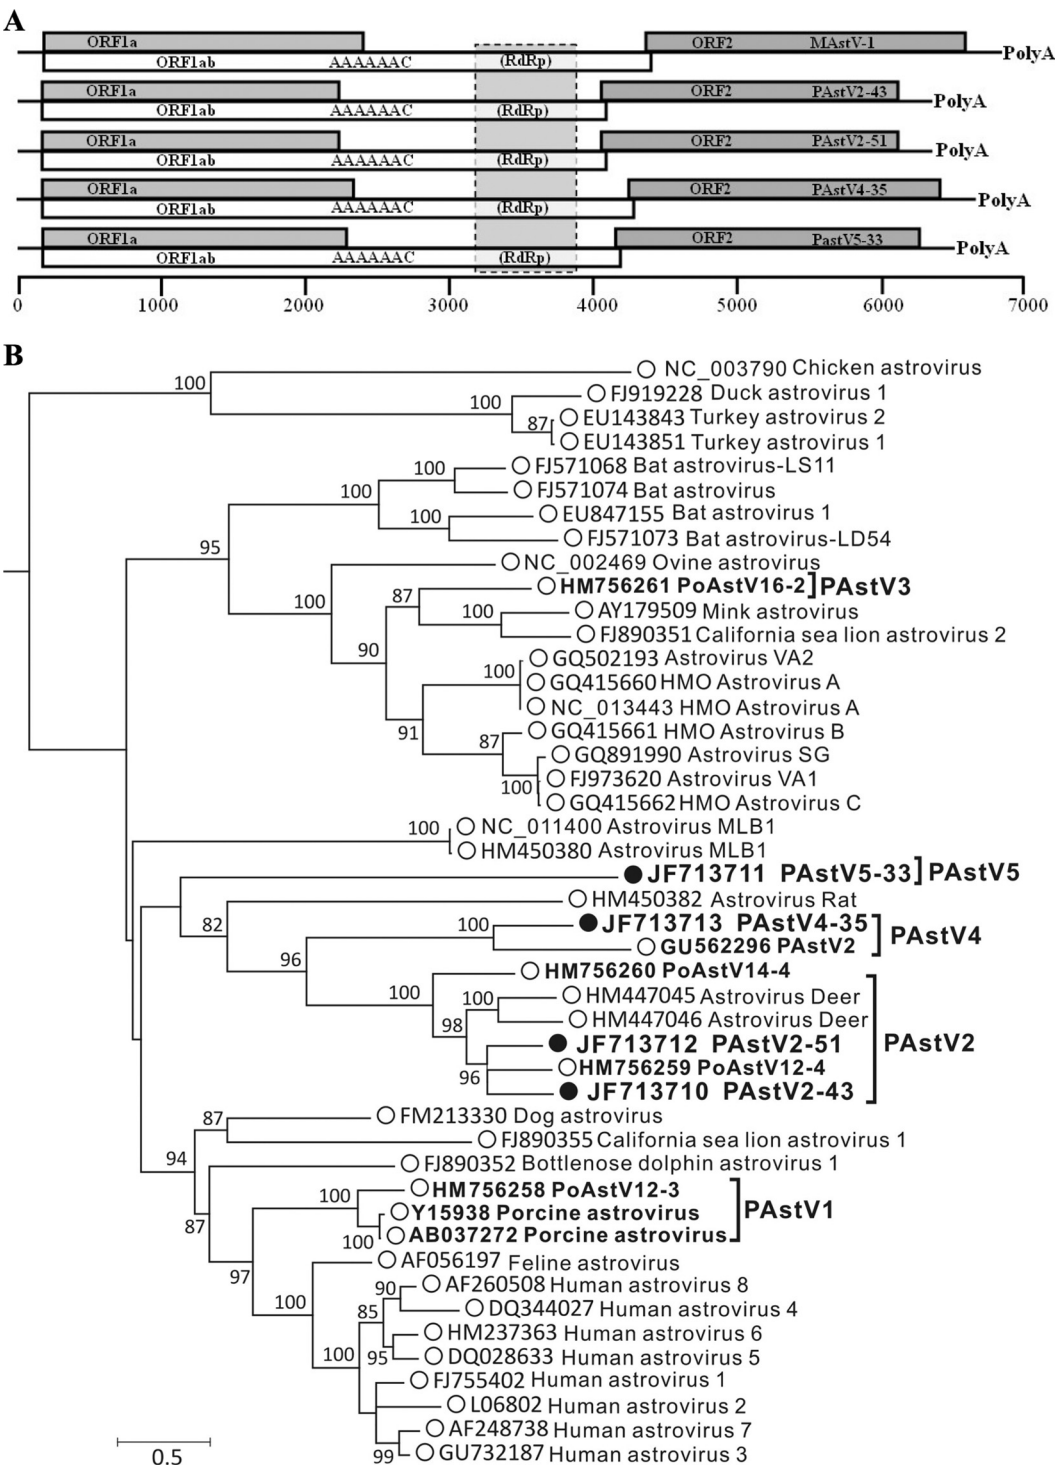 A
ORF1a ORF2 MAstV-1
ORF1ab AAAAAAC (RdRp) PolyA
ORF1a ORF2 PAstV2-43
ORF1ab AAAAAAC (RdRp) PolyA
ORF1a ORF2 PAstV2-51
ORF1ab AAAAAAC (RdRp) PolyA
ORF1a ORF2 PAstV4-35
ORF1ab AAAAAAC (RdRp) PolyA
ORF1a ORF2 PastV5-33
ORF1ab AAAAAAC (RdRp) PolyA
0 1000 2000 3000 4000 5000 6000 7000
B
NC_003790 Chicken astrovirus
100
FJ919228 Duck astrovirus 1
100
EU143843 Turkey astrovirus 2
87
EU143851 Turkey astrovirus 1
FJ571068 Bat astrovirus-LS11
100
FJ571074 Bat astrovirus
100
EU847155 Bat astrovirus 1
100
FJ571073 Bat astrovirus-LD54
95
NC_002469 Ovine astrovirus
HM756261 PoAstV16-2 PAstV3
100 87
AY179509 Mink astrovirus
100
FJ890351 California sea lion astrovirus 2
90
GQ502193 Astrovirus VA2
100
GQ415660 HMO Astrovirus A
NC_013443 HMO Astrovirus A
91
GQ415661 HMO Astrovirus B
87
GQ891990 Astrovirus SG
FJ973620 Astrovirus VA1
100
GQ415662 HMO Astrovirus C
NC_011400 Astrovirus MLB1
100
HM450380 Astrovirus MLB1
JF713711 PAstV5-33 PAstV5
HM450382 Astrovirus Rat
82
JF713713 PAstV4-35
100 PAstV4
GU562296 PAstV2
96
HM756260 PoAstV14-4
100
HM447045 Astrovirus Deer
100
HM447046 Astrovirus Deer
98
JF713712 PAstV2-51 PAstV2
HM756259 PoAstV12-4
96
JF713710 PAstV2-43
FM213330 Dog astrovirus
87
FJ890355 California sea lion astrovirus 1
94
FJ890352 Bottlenose dolphin astrovirus 1
HM756258 PoAstV12-3
100
Y15938 Porcine astrovirus PAstV1
87
AB037272 Porcine astrovirus
100
AF056197 Feline astrovirus
97
AF260508 Human astrovirus 8
90
100 85
DQ344027 Human astrovirus 4
HM237363 Human astrovirus 6
100 95
DQ028633 Human astrovirus 5
FJ755402 Human astrovirus 1
L06802 Human astrovirus 2
AF248738 Human astrovirus 7
99
GU732187 Human astrovirus 3
0.5